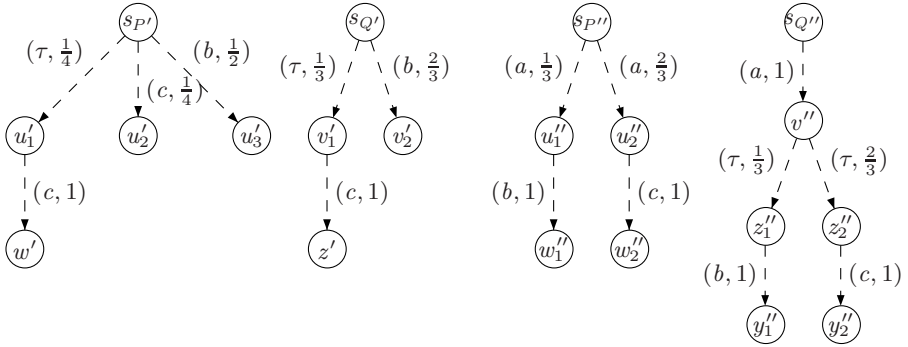 s_{P'} s_{Q'} s_{P''} s_{Q''}
(τ, 1/4) (b, 1/2) (τ, 1/3) (b, 2/3) (a, 1/3) (a, 2/3) (a, 1)
(c, 1/4)
u'_1 u'_2 u'_3 v'_1 v'_2 u''_1 u''_2 v''
(τ, 1/3) (τ, 2/3)
(c, 1) (c, 1) (b, 1) (c, 1)
w' z' w''_1 w''_2 z''_1 z''_2
(b, 1) (c, 1)
y''_1 y''_2